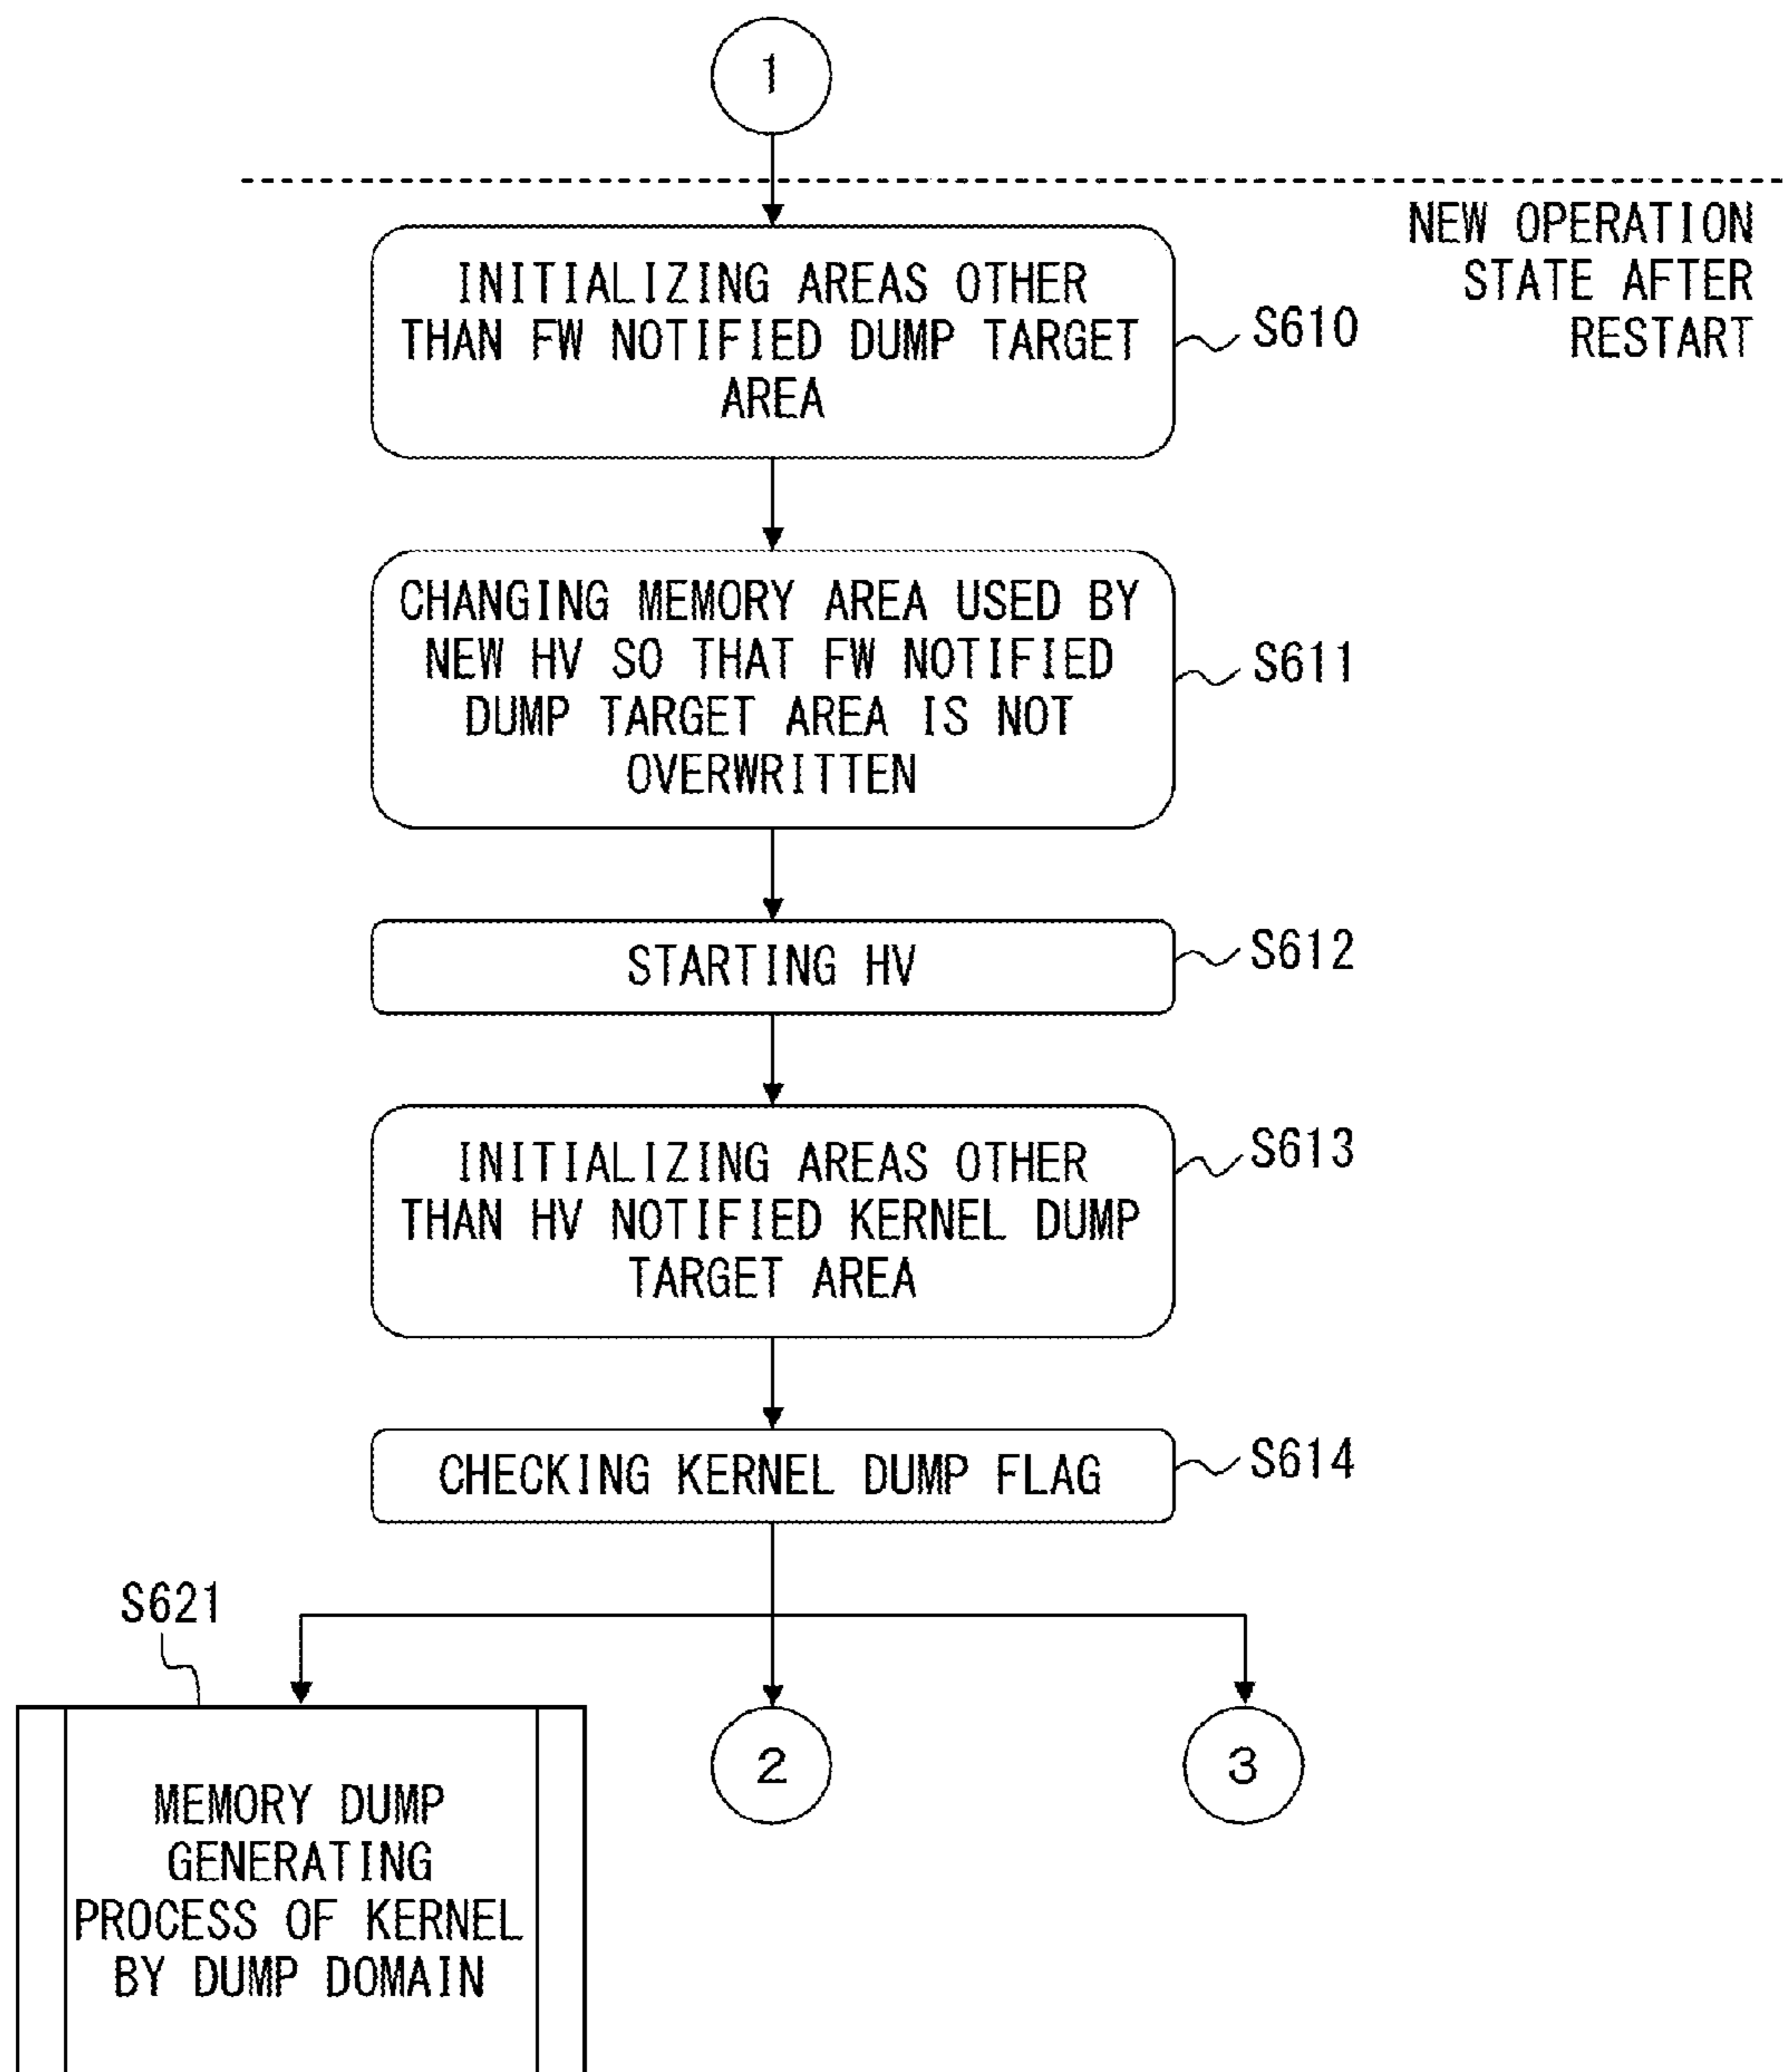 1
NEW OPERATION
STATE AFTER
RESTART
INITIALIZING AREAS OTHER
THAN FW NOTIFIED DUMP TARGET
AREA
S610
CHANGING MEMORY AREA USED BY
NEW HV SO THAT FW NOTIFIED
DUMP TARGET AREA IS NOT
OVERWRITTEN
S611
STARTING HV
S612
INITIALIZING AREAS OTHER
THAN HV NOTIFIED KERNEL DUMP
TARGET AREA
S613
CHECKING KERNEL DUMP FLAG
S614
S621
MEMORY DUMP
GENERATING
PROCESS OF KERNEL
BY DUMP DOMAIN
2
3